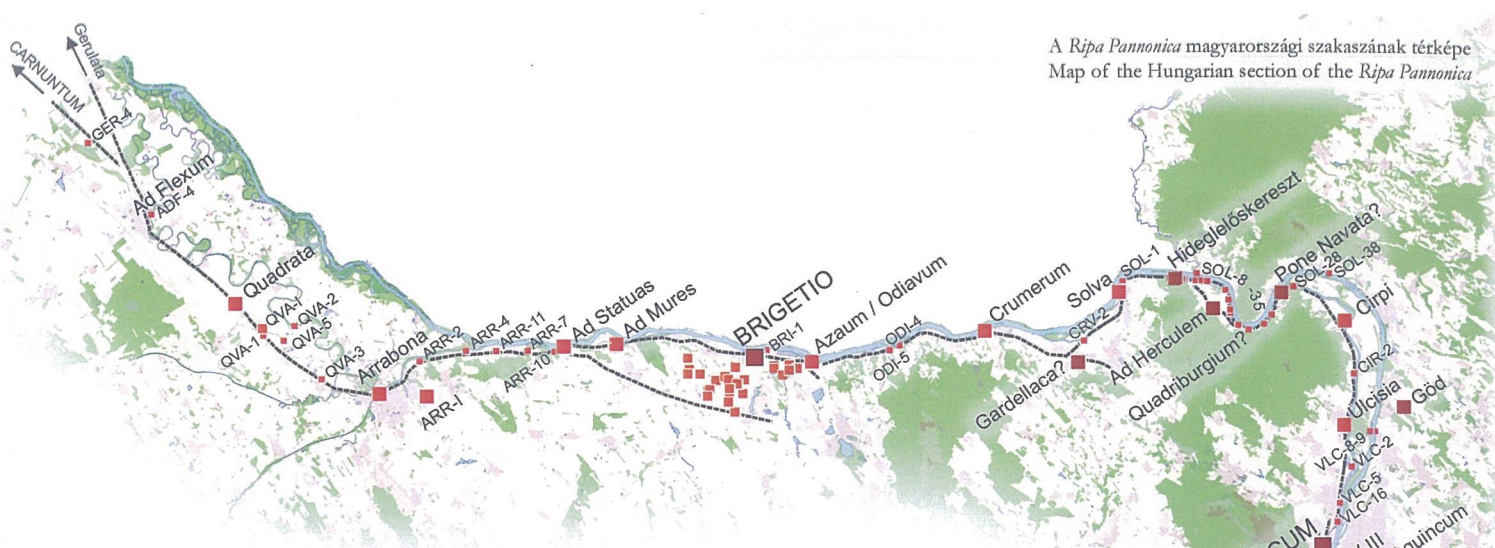 A Ripa Pannonica magyarországi szakaszának térképe
Map of the Hungarian section of the Ripa Pannonica
CARNUNTUM
Gerulata
GER-4
Ad Flexum
ADF-4
Quadrata
QVA-I
QVA-2
QVA-5
QVA-1
QVA-3
Arrabona
ARR-I
ARR-2
ARR-4
ARR-11
ARR-7
ARR-10
Ad Statuas
Ad Mures
BRIGETIO
BRI-1
Azaum / Odiavum
ODI-4
ODI-5
Crumerum
Gardellaca?
CRV-2
Solva
SOL-1
Hideglelőskereszt
SOL-8
-35
Ad Herculem
Quadriburgium?
Pone Navata?
SOL-28
SOL-38
Cirpi
CIR-2
Ulcisia
Göd
VLC-8-9
VLC-2
VLC-5
VLC-16
CUM